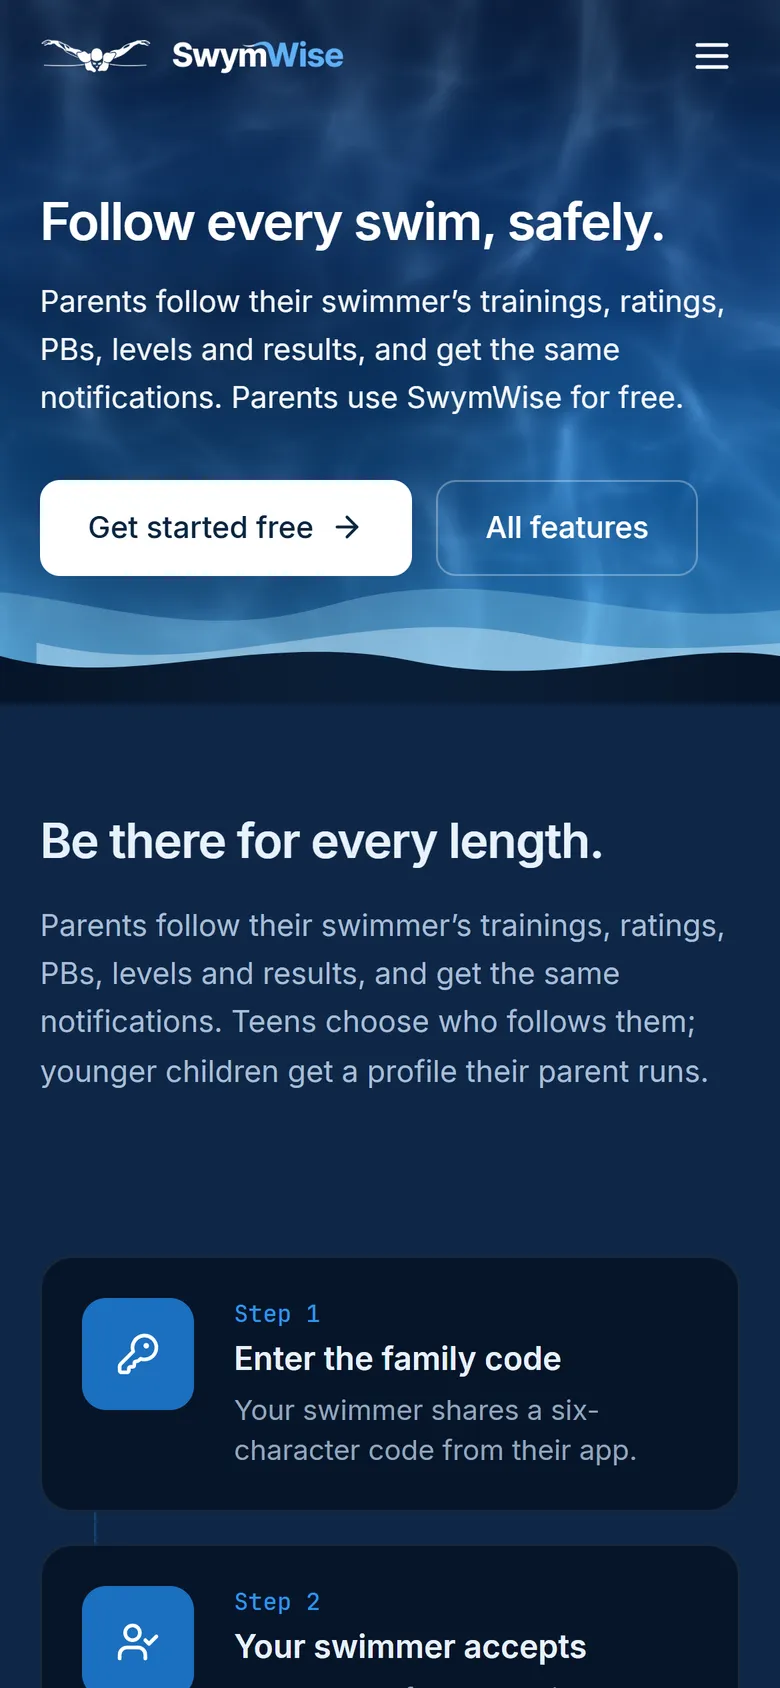 SwymWise
Follow every swim, safely.
Parents follow their swimmer’s trainings, ratings,
PBs, levels and results, and get the same
notifications. Parents use SwymWise for free.
Get started free →
All features
Be there for every length.
Parents follow their swimmer’s trainings, ratings,
PBs, levels and results, and get the same
notifications. Teens choose who follows them;
younger children get a profile their parent runs.
Step 1
Enter the family code
Your swimmer shares a six-
character code from their app.
Step 2
Your swimmer accepts